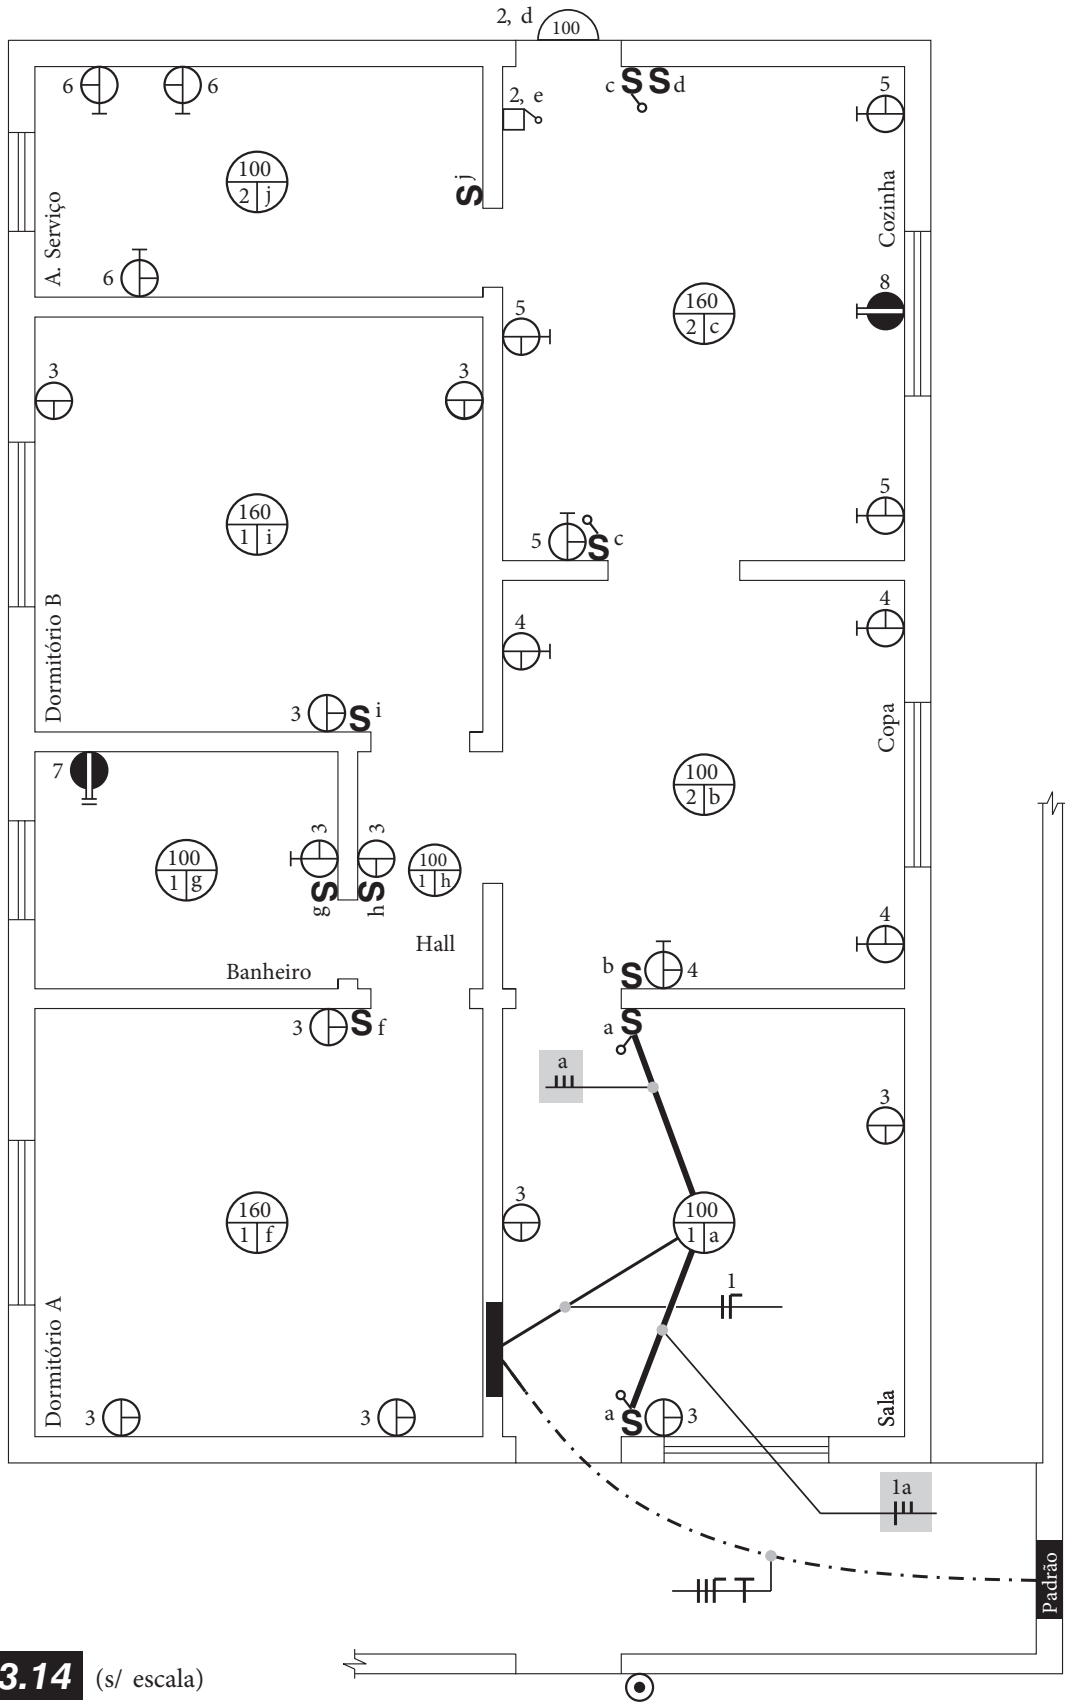 2, d
100
c S S d
6
6
2, e
5
100
2 j
S j
A. Serviço
Cozinha
6
160
2 c
8
5
3
3
160
1 i
5
5 S c
4
4
Dormitório B
3 S i
Copa
7
100
2 b
3
3
100
1 g
100
1 h
S g
S h
Hall
4
Banheiro
b S 4
3 S f
a S
a
3
160
1 f
3
100
1 a
1
Dormitório A
3
3
a S 3
Sala
1a
Padrão
3.14 (s/ escala)